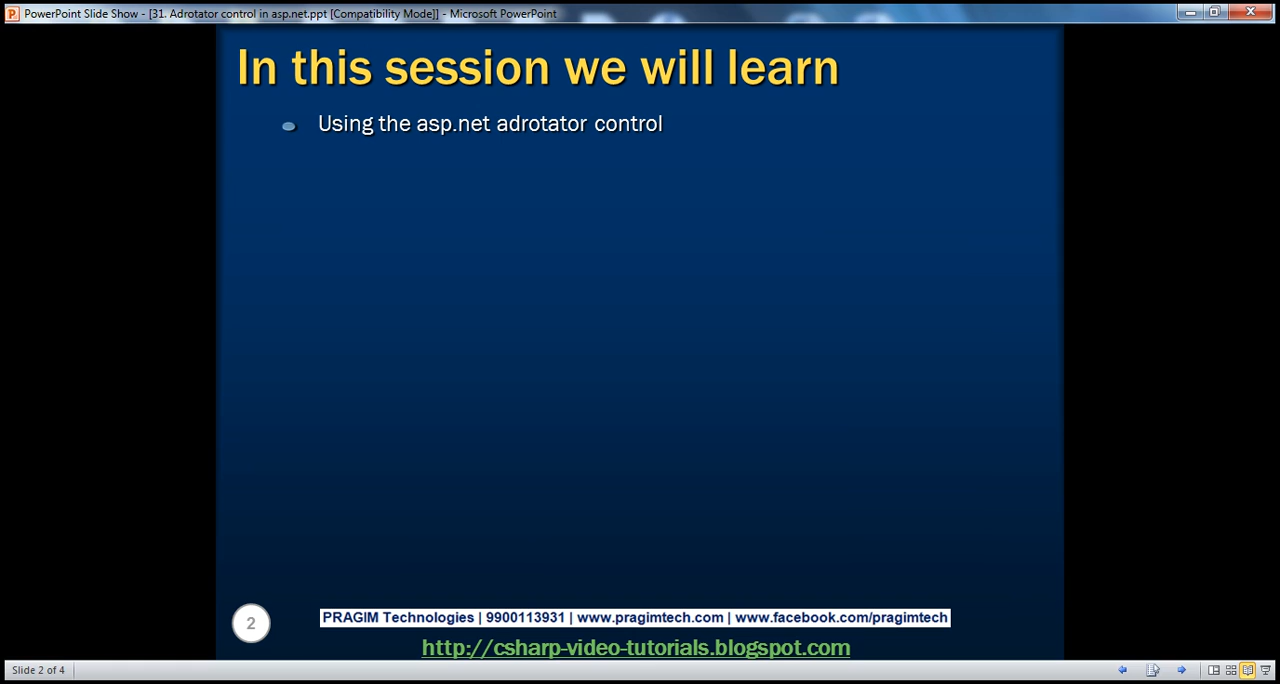 PowerPoint Slide Show - [31. Adrotator control in asp.net.ppt [Compatibility Mode]] - Microsoft PowerPoint
In this session we will learn
Using the asp.net adrotator control
2
PRAGIM Technologies | 9900113931 | www.pragimtech.com | www.facebook.com/pragimtech
http://csharp-video-tutorials.blogspot.com
Slide 2 of 4